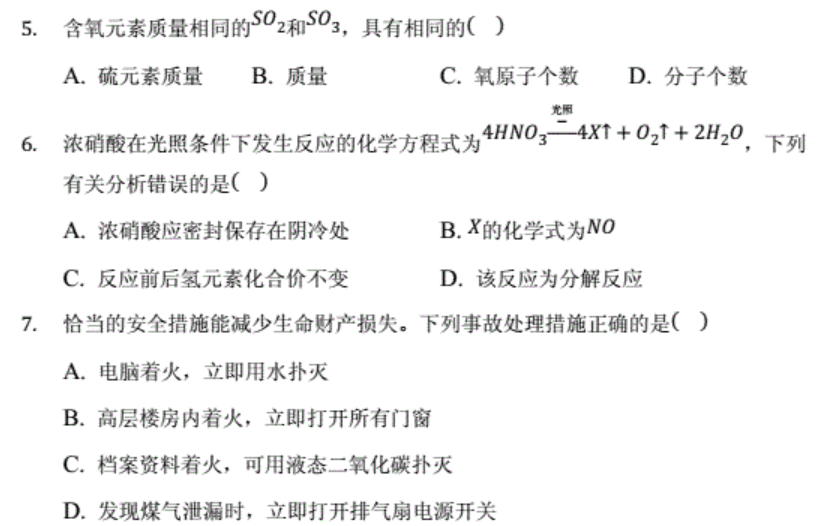 5. 含氧元素质量相同的SO₂和SO₃，具有相同的( )
A. 硫元素质量 B. 质量 C. 氧原子个数 D. 分子个数
6. 浓硝酸在光照条件下发生反应的化学方程式为4HNO₃ 光照 4X↑ + O₂↑ + 2H₂O，下列
有关分析错误的是( )
A. 浓硝酸应密封保存在阴冷处 B. X的化学式为NO
C. 反应前后氢元素化合价不变 D. 该反应为分解反应
7. 恰当的安全措施能减少生命财产损失。下列事故处理措施正确的是( )
A. 电脑着火，立即用水扑灭
B. 高层楼房内着火，立即打开所有门窗
C. 档案资料着火，可用液态二氧化碳扑灭
D. 发现煤气泄漏时，立即打开排气扇电源开关